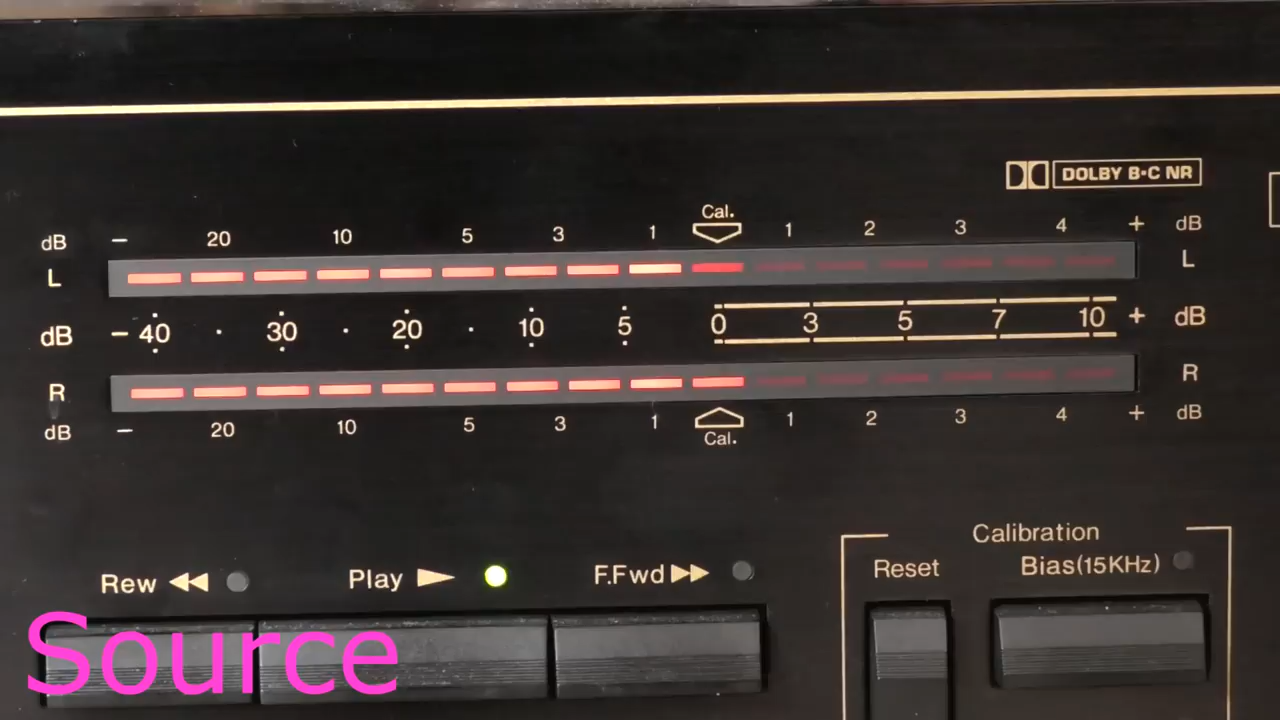 DOLBY B·C NR
Cal.
dB – 20 10 5 3 1 1 2 3 4 + dB
L L
dB – 40 · 30 · 20 · 10 5 0 3 5 7 10 + dB
R R
dB – 20 10 5 3 1 1 2 3 4 + dB
Cal.
Calibration
Rew Play F.Fwd Reset Bias(15KHz)
Source